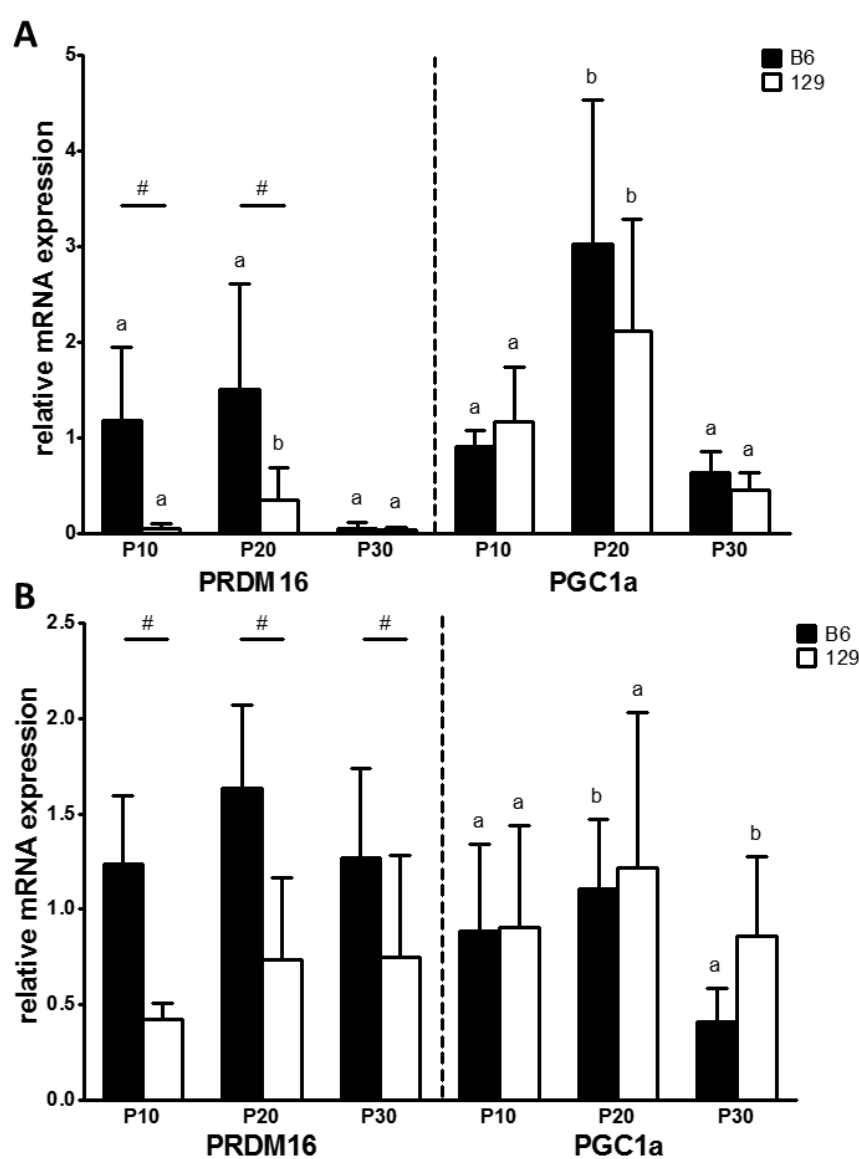 A
B6
129
relative mRNA expression
5
4
3
2
1
0
# #
a a a b a a a a b b a a
P10 P20 P30 P10 P20 P30
PRDM16 PGC1a
B
B6
129
relative mRNA expression
2.5
2.0
1.5
1.0
0.5
0.0
# # #
a a b a a b
P10 P20 P30 P10 P20 P30
PRDM16 PGC1a